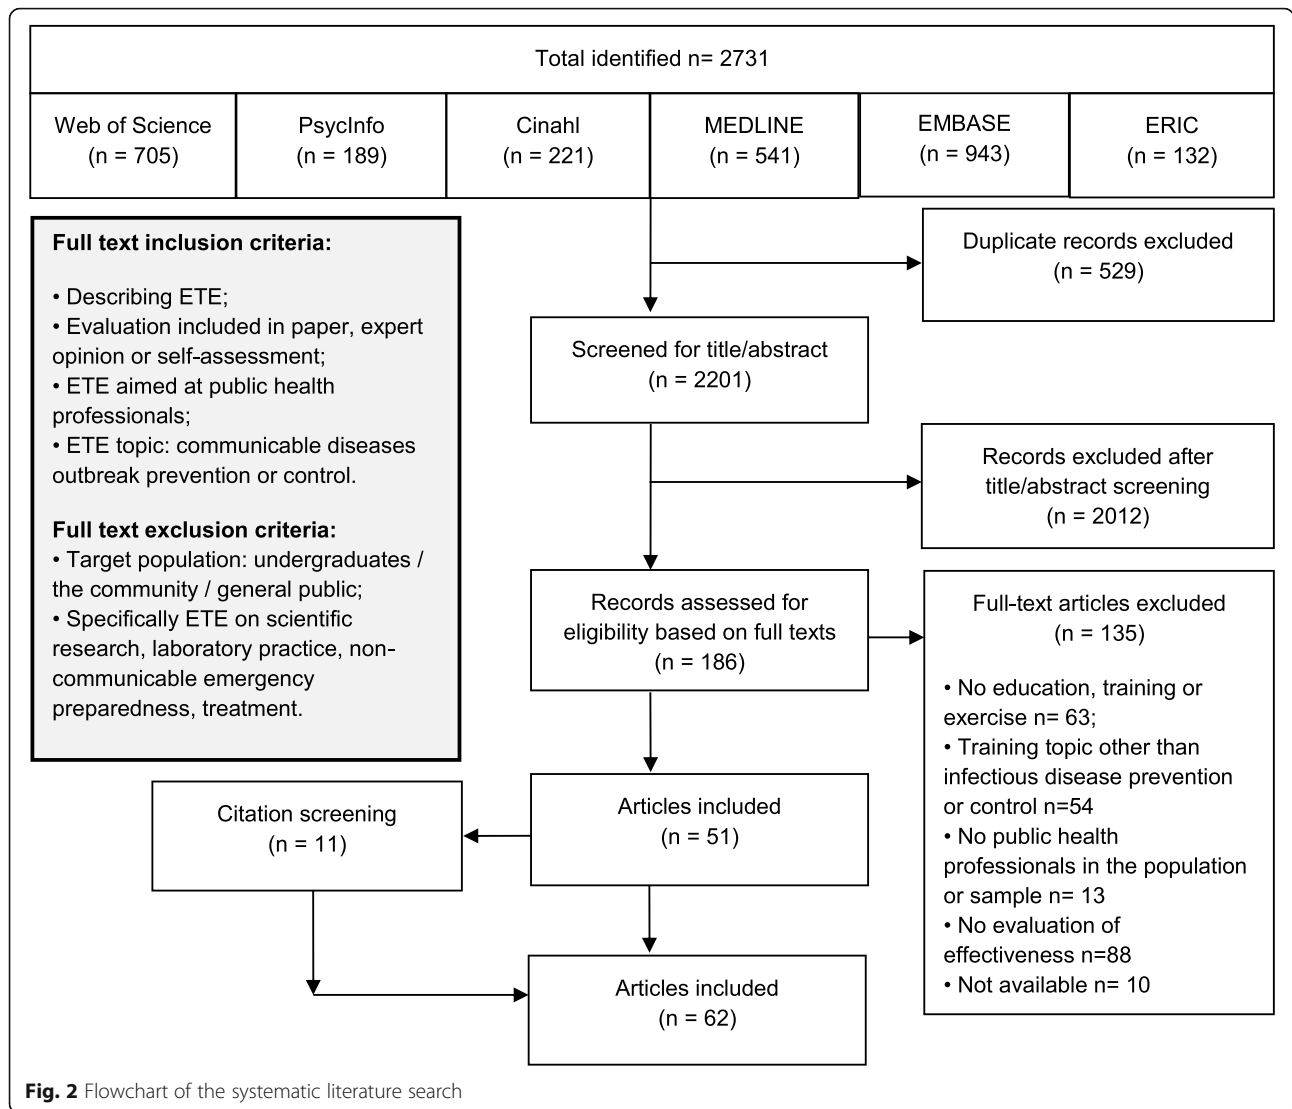 Total identified n= 2731
Web of Science
(n = 705)
PsycInfo
(n = 189)
Cinahl
(n = 221)
MEDLINE
(n = 541)
EMBASE
(n = 943)
ERIC
(n = 132)
Duplicate records excluded
(n = 529)
Full text inclusion criteria:
• Describing ETE;
• Evaluation included in paper, expert
opinion or self-assessment;
• ETE aimed at public health
professionals;
• ETE topic: communicable diseases
outbreak prevention or control.
Full text exclusion criteria:
• Target population: undergraduates /
the community / general public;
• Specifically ETE on scientific
research, laboratory practice, non-
communicable emergency
preparedness, treatment.
Screened for title/abstract
(n = 2201)
Records excluded after
title/abstract screening
(n = 2012)
Records assessed for
eligibility based on full texts
(n = 186)
Full-text articles excluded
(n = 135)
• No education, training or
exercise n= 63;
• Training topic other than
infectious disease prevention
or control n=54
• No public health
professionals in the population
or sample n= 13
• No evaluation of
effectiveness n=88
• Not available n= 10
Articles included
(n = 51)
Citation screening
(n = 11)
Articles included
(n = 62)
Fig. 2 Flowchart of the systematic literature search